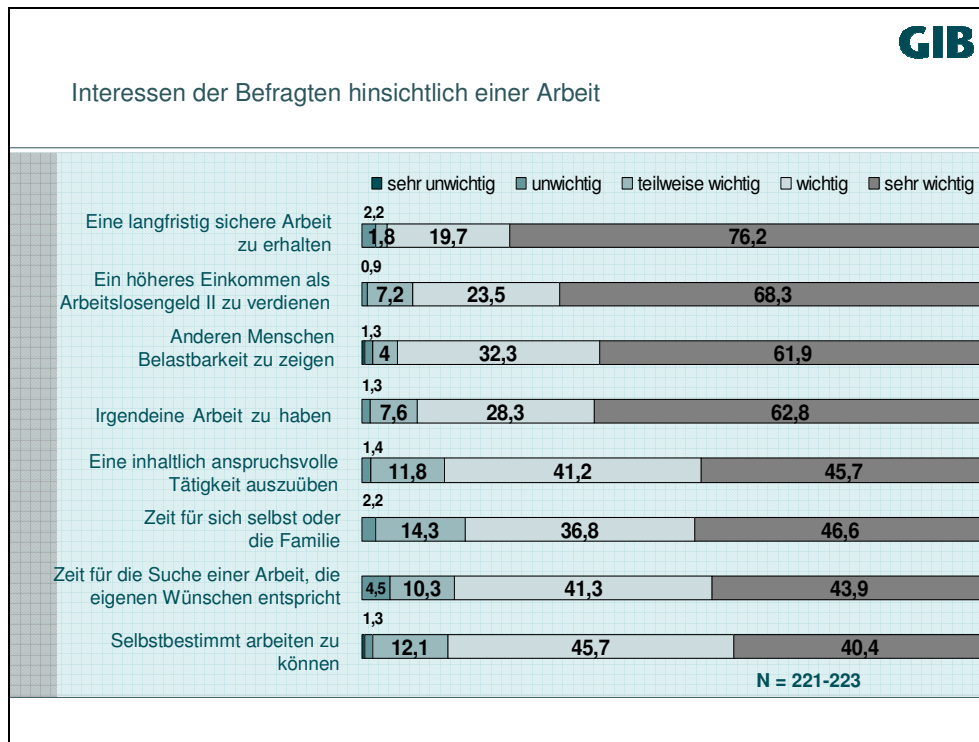 GIB
Interessen der Befragten hinsichtlich einer Arbeit
sehr unwichtig unwichtig teilweise wichtig wichtig sehr wichtig
Eine langfristig sichere Arbeit
zu erhalten
2,2
1,8 19,7 76,2
Ein höheres Einkommen als
Arbeitslosengeld II zu verdienen
0,9
7,2 23,5 68,3
Anderen Menschen
Belastbarkeit zu zeigen
1,3
4 32,3 61,9
Irgendeine Arbeit zu haben
1,3
7,6 28,3 62,8
Eine inhaltlich anspruchsvolle
Tätigkeit auszuüben
1,4
11,8 41,2 45,7
Zeit für sich selbst oder
die Familie
2,2
14,3 36,8 46,6
Zeit für die Suche einer Arbeit, die
eigenen Wünschen entspricht
4,5 10,3 41,3 43,9
Selbstbestimmt arbeiten zu
können
1,3
12,1 45,7 40,4
N = 221-223